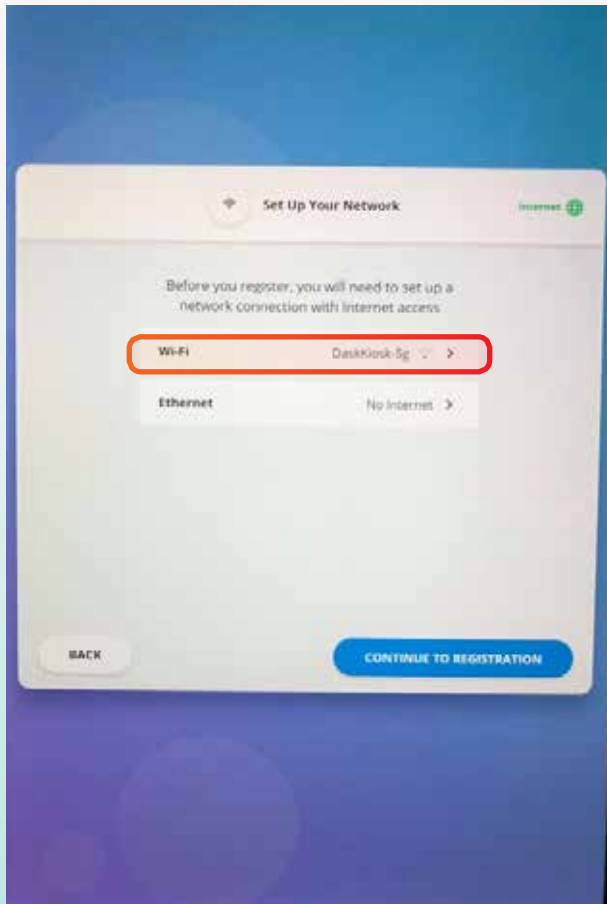 Set Up Your Network
Internet
Before you register, you will need to set up a
network connection with Internet access
Wi-Fi DaskKiosk-5g
Ethernet No Internet
BACK
CONTINUE TO REGISTRATION